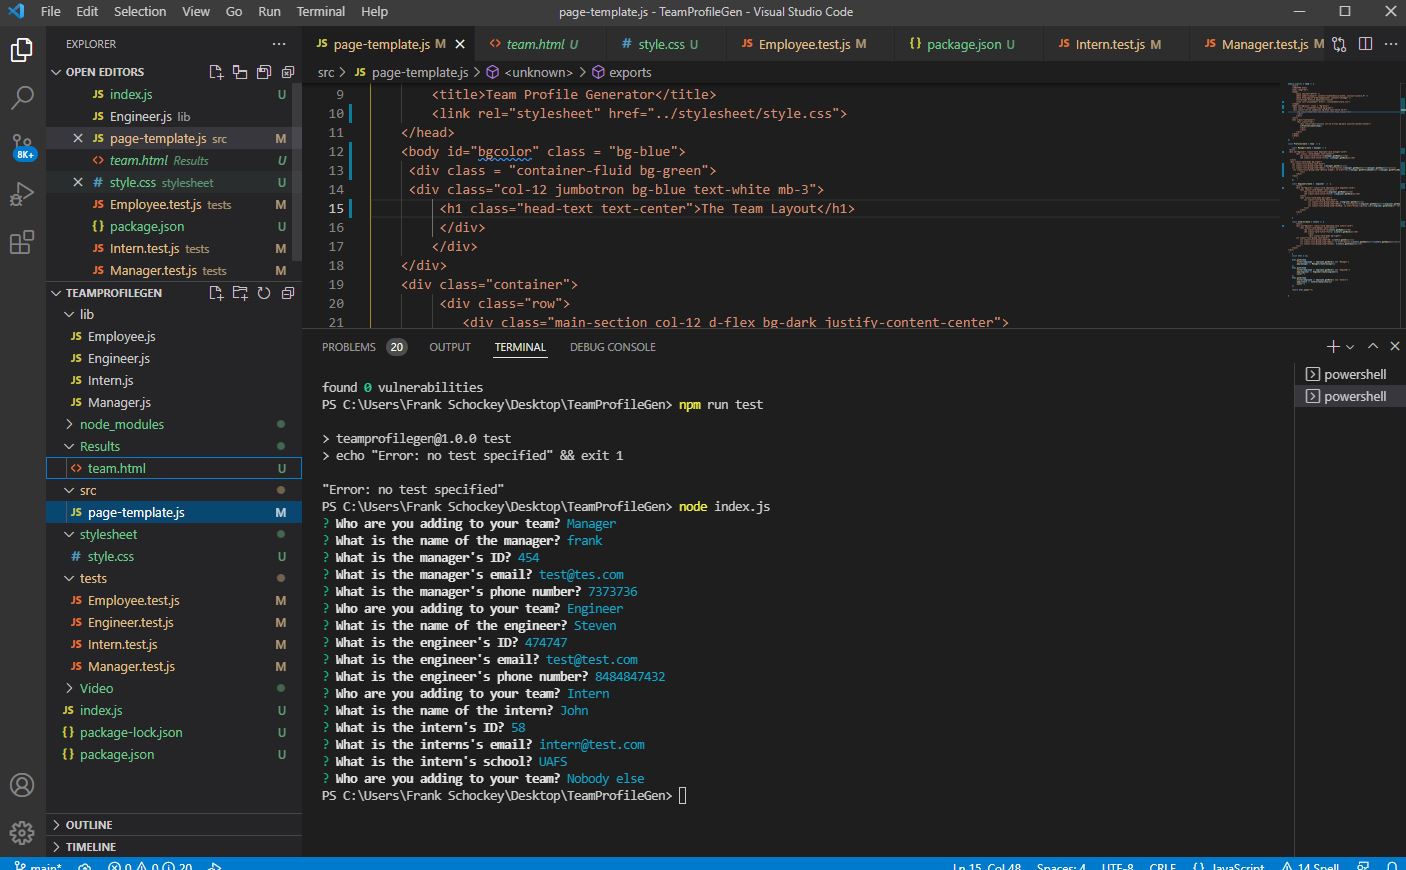 File Edit Selection View Go Run Terminal Help page-template.js - TeamProfileGen - Visual Studio Code
EXPLORER
OPEN EDITORS
JS index.js U
JS Engineer.js lib
JS page-template.js src M
<> team.html Results U
# style.css stylesheet U
JS Employee.test.js tests M
{} package.json U
JS Intern.test.js tests M
JS Manager.test.js tests M
8K+
TEAMPROFILEGEN
lib
JS Employee.js
JS Engineer.js
JS Intern.js
JS Manager.js
node_modules
Results
<> team.html U
src
JS page-template.js M
stylesheet
# style.css U
tests
JS Employee.test.js M
JS Engineer.test.js M
JS Intern.test.js M
JS Manager.test.js M
Video
JS index.js U
{} package-lock.json U
{} package.json U
OUTLINE
TIMELINE
JS page-template.js M <> team.html U # style.css U JS Employee.test.js M {} package.json U JS Intern.test.js M JS Manager.test.js M
src > JS page-template.js > <unknown> > exports
9 <title>Team Profile Generator</title>
10 <link rel="stylesheet" href="../stylesheet/style.css">
11 </head>
12 <body id="bgcolor" class = "bg-blue">
13 <div class = "container-fluid bg-green">
14 <div class="col-12 jumbotron bg-blue text-white mb-3">
15 <h1 class="head-text text-center">The Team Layout</h1>
16 </div>
17 </div>
18 </div>
19 <div class="container">
20 <div class="row">
21 <div class="main-section col-12 d-flex bg-dark justify-content-center">
PROBLEMS 20 OUTPUT TERMINAL DEBUG CONSOLE
powershell
powershell
found 0 vulnerabilities
PS C:\Users\Frank Schockey\Desktop\TeamProfileGen> npm run test
> teamprofilegen@1.0.0 test
> echo "Error: no test specified" && exit 1
"Error: no test specified"
PS C:\Users\Frank Schockey\Desktop\TeamProfileGen> node index.js
? Who are you adding to your team? Manager
? What is the name of the manager? frank
? What is the manager's ID? 454
? What is the manager's email? test@tes.com
? What is the manager's phone number? 7373736
? Who are you adding to your team? Engineer
? What is the name of the engineer? Steven
? What is the engineer's ID? 474747
? What is the engineer's email? test@test.com
? What is the engineer's phone number? 8484847432
? Who are you adding to your team? Intern
? What is the name of the intern? John
? What is the intern's ID? 58
? What is the interns's email? intern@test.com
? What is the intern's school? UAFS
? Who are you adding to your team? Nobody else
PS C:\Users\Frank Schockey\Desktop\TeamProfileGen>
main* 0 0 20 Ln 15, Col 48 Spaces: 4 UTF-8 CRLF {} JavaScript 14 Spell